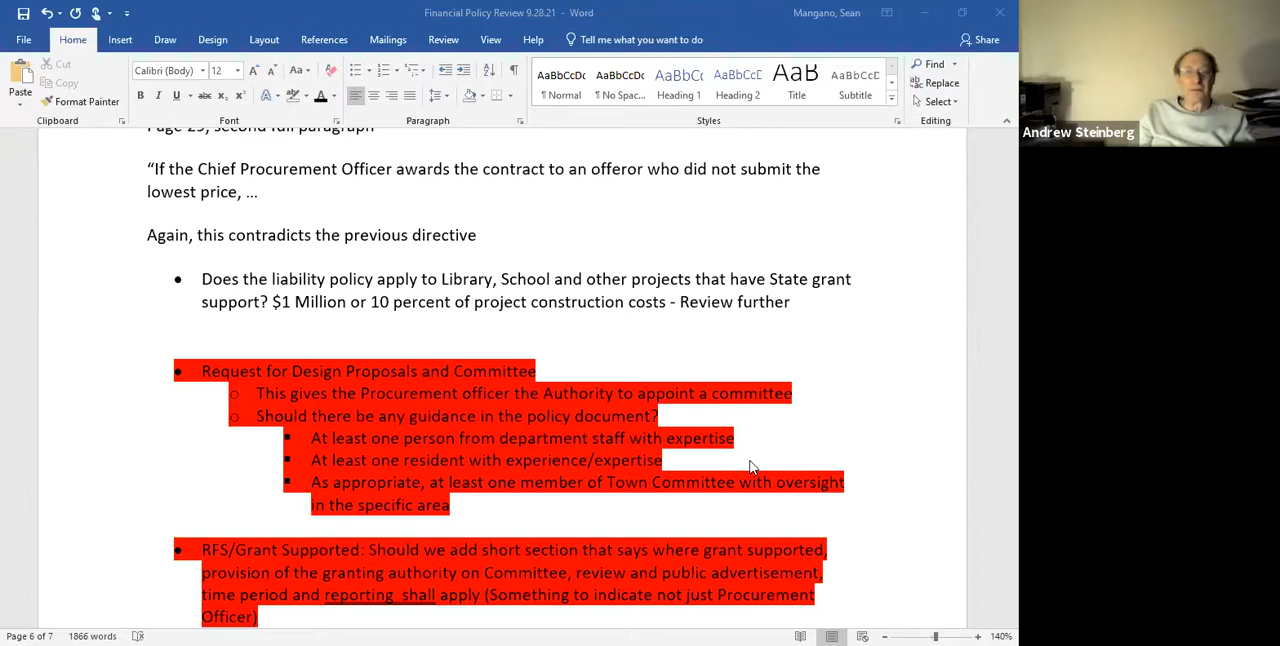 Financial Policy Review 9.28.21 - Word
Mangano, Sean
File Home Insert Draw Design Layout References Mailings Review View Help Tell me what you want to do Share
Paste
Cut
Copy
Format Painter
Clipboard
Calibri (Body) 12
Font
Paragraph
AaBbCcDc AaBbCcDc AaBbC AaBbCcD AaB AaBbCcD
¶ Normal ¶ No Spac... Heading 1 Heading 2 Title Subtitle
Styles
Find
Replace
Select
Editing
Page 29, second full paragraph
“If the Chief Procurement Officer awards the contract to an offeror who did not submit the
lowest price, …
Again, this contradicts the previous directive
• Does the liability policy apply to Library, School and other projects that have State grant
support? $1 Million or 10 percent of project construction costs - Review further
• Request for Design Proposals and Committee
o This gives the Procurement officer the Authority to appoint a committee
o Should there be any guidance in the policy document?
▪ At least one person from department staff with expertise
▪ At least one resident with experience/expertise
▪ As appropriate, at least one member of Town Committee with oversight
in the specific area
• RFS/Grant Supported: Should we add short section that says where grant supported,
provision of the granting authority on Committee, review and public advertisement,
time period and reporting shall apply (Something to indicate not just Procurement
Officer)
Page 6 of 7 1866 words
140%
Andrew Steinberg